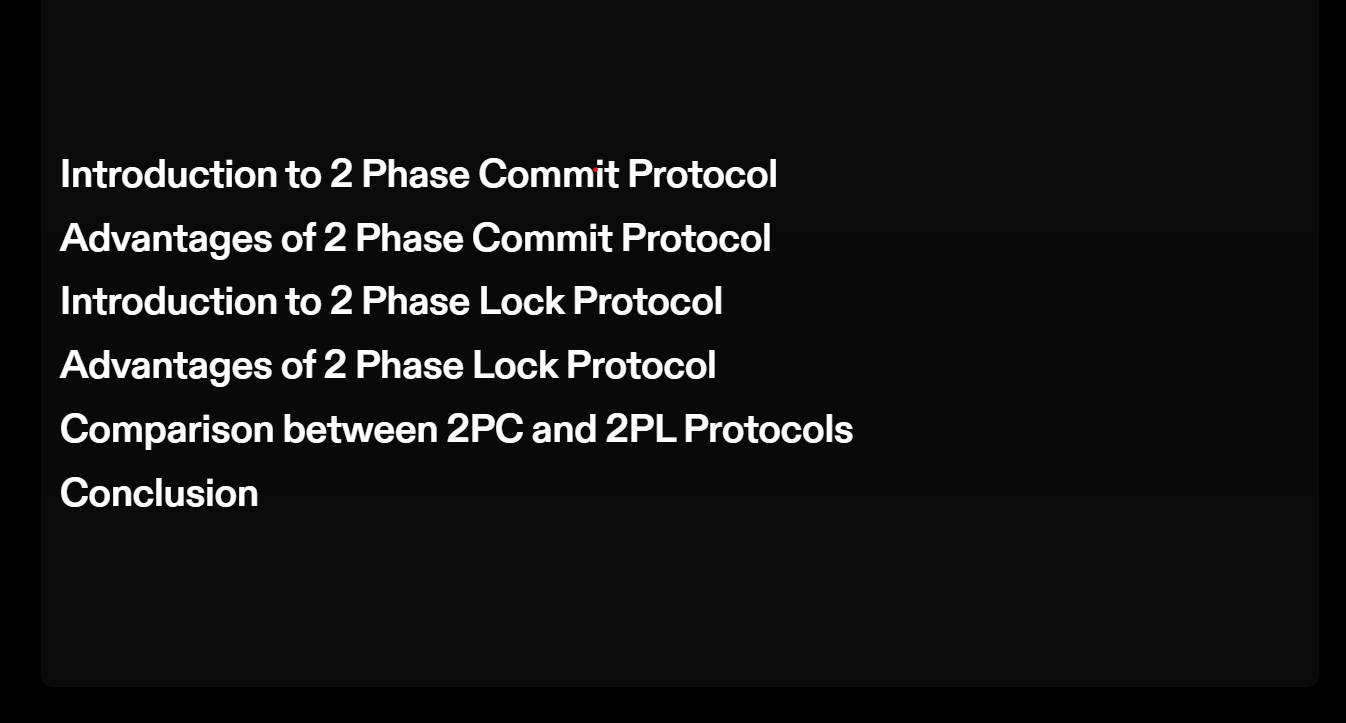 Introduction to 2 Phase Commit Protocol
Advantages of 2 Phase Commit Protocol
Introduction to 2 Phase Lock Protocol
Advantages of 2 Phase Lock Protocol
Comparison between 2PC and 2PL Protocols
Conclusion